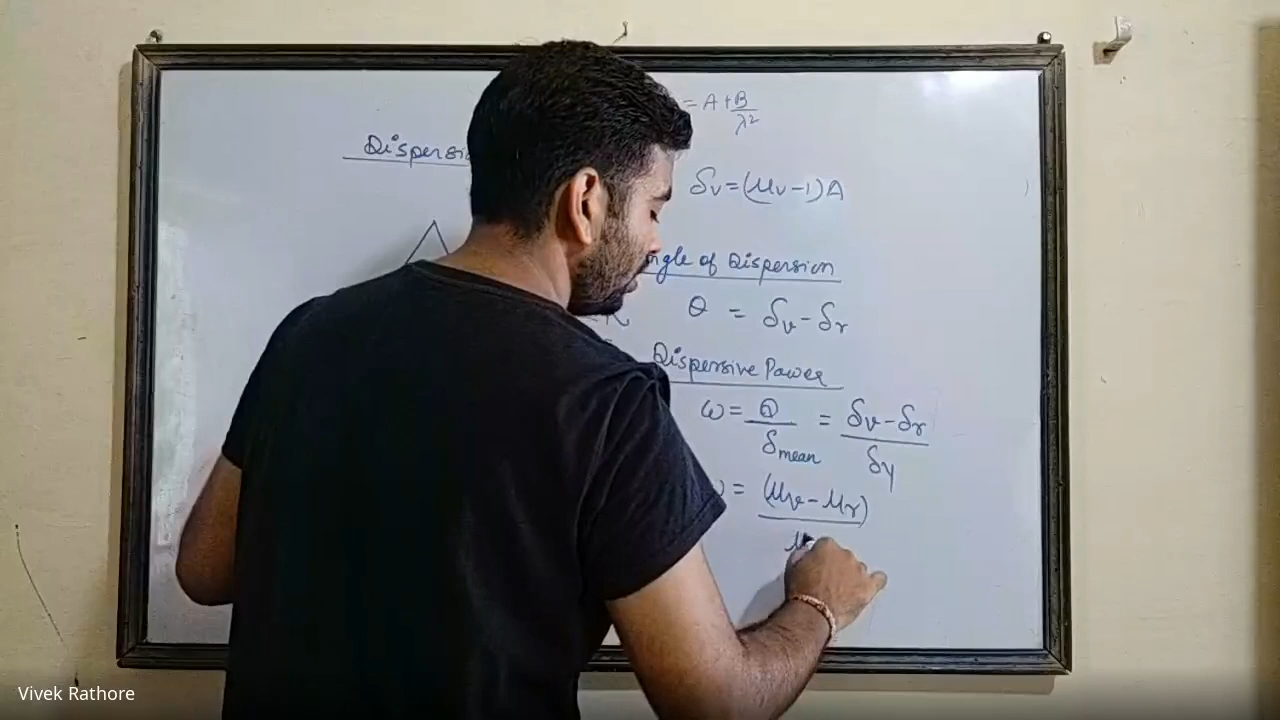 = A + B/λ²
Dispersi
δv = (μv - 1) A
ngle of Dispersion
θ = δv - δr
Dispersive Power
ω = θ/δmean = (δv - δr)/δy
= (μv - μr)/μ
Vivek Rathore